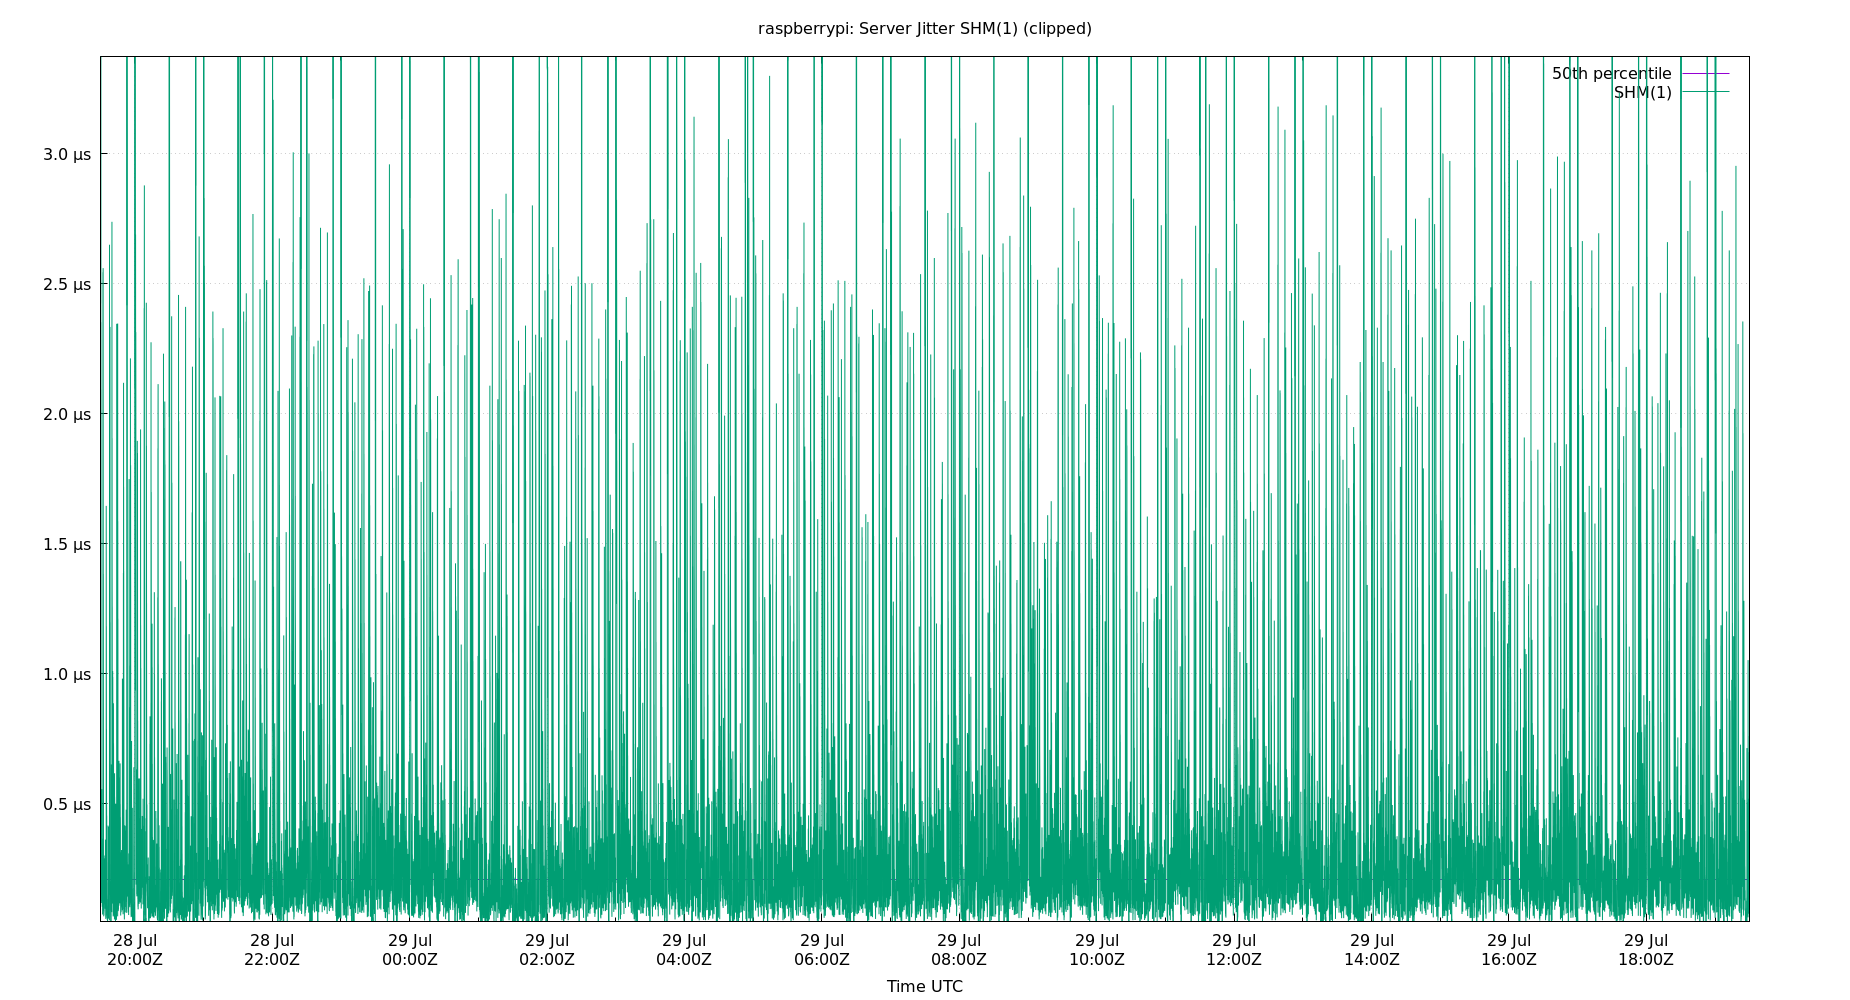 raspberrypi: Server Jitter SHM(1) (clipped)
50th percentile
SHM(1)
3.0 µs
2.5 µs
2.0 µs
1.5 µs
1.0 µs
0.5 µs
28 Jul 28 Jul 29 Jul 29 Jul 29 Jul 29 Jul 29 Jul 29 Jul 29 Jul 29 Jul 29 Jul 29 Jul
20:00Z 22:00Z 00:00Z 02:00Z 04:00Z 06:00Z 08:00Z 10:00Z 12:00Z 14:00Z 16:00Z 18:00Z
Time UTC